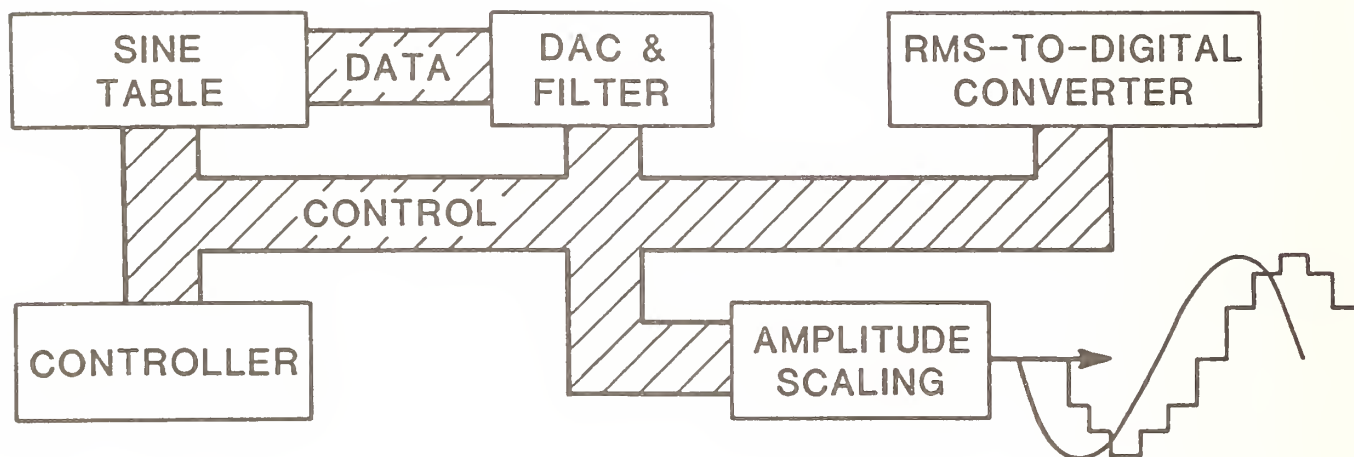 SINE
TABLE
DATA
DAC &
FILTER
RMS-TO-DIGITAL
CONVERTER
CONTROL
CONTROLLER
AMPLITUDE
SCALING